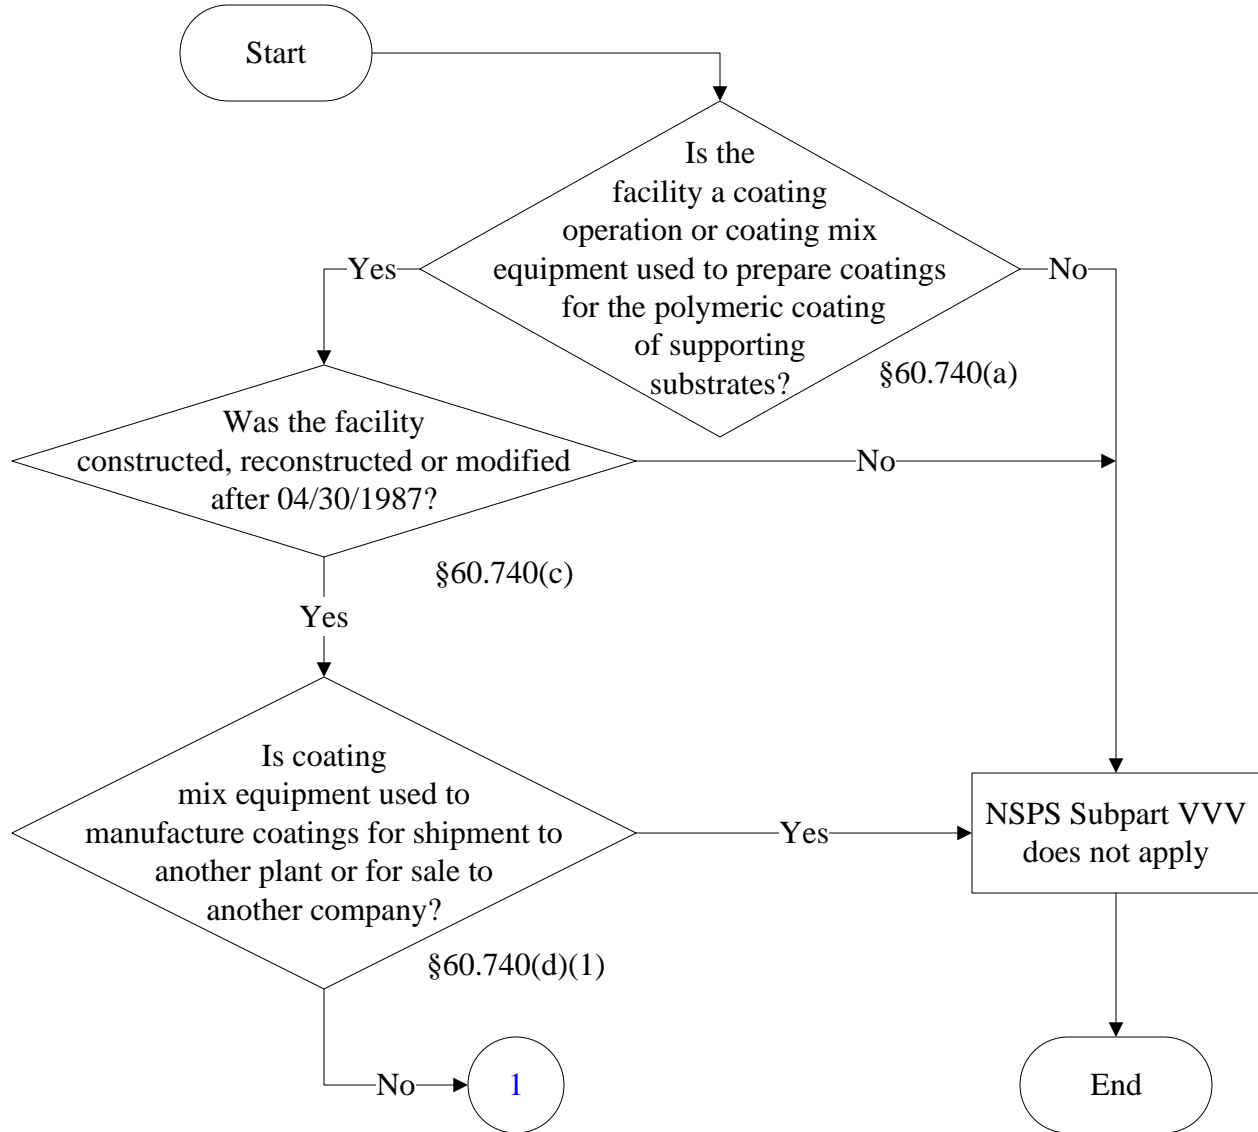 Start
Is the
facility a coating
operation or coating mix
equipment used to prepare coatings
for the polymeric coating
of supporting
substrates?
§60.740(a)
Yes
No
Was the facility
constructed, reconstructed or modified
after 04/30/1987?
§60.740(c)
No
Yes
Is coating
mix equipment used to
manufacture coatings for shipment to
another plant or for sale to
another company?
§60.740(d)(1)
Yes
NSPS Subpart VVV
does not apply
No
1
End